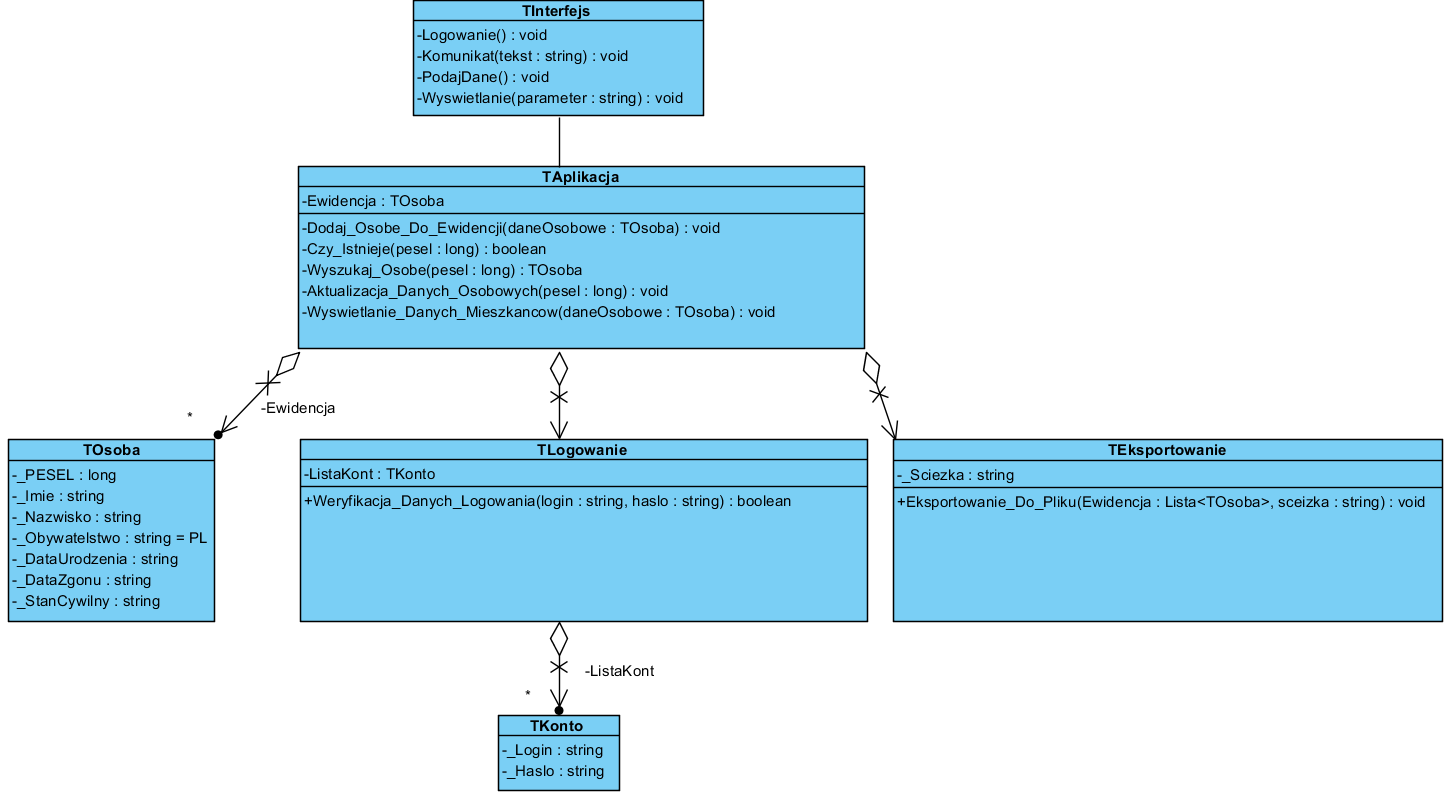 TInterfejs
-Logowanie() : void
-Komunikat(tekst : string) : void
-PodajDane() : void
-Wyswietlanie(parameter : string) : void
TAplikacja
-Ewidencja : TOsoba
-Dodaj_Osobe_Do_Ewidencji(daneOsobowe : TOsoba) : void
-Czy_Istnieje(pesel : long) : boolean
-Wyszukaj_Osobe(pesel : long) : TOsoba
-Aktualizacja_Danych_Osobowych(pesel : long) : void
-Wyswietlanie_Danych_Mieszkancow(daneOsobowe : TOsoba) : void
-Ewidencja
*
TOsoba
-_PESEL : long
-_Imie : string
-_Nazwisko : string
-_Obywatelstwo : string = PL
-_DataUrodzenia : string
-_DataZgonu : string
-_StanCywilny : string
TLogowanie
-ListaKont : TKonto
+Weryfikacja_Danych_Logowania(login : string, haslo : string) : boolean
TEksportowanie
-_Sciezka : string
+Eksportowanie_Do_Pliku(Ewidencja : Lista<TOsoba>, sceizka : string) : void
-ListaKont
*
TKonto
-_Login : string
-_Haslo : string